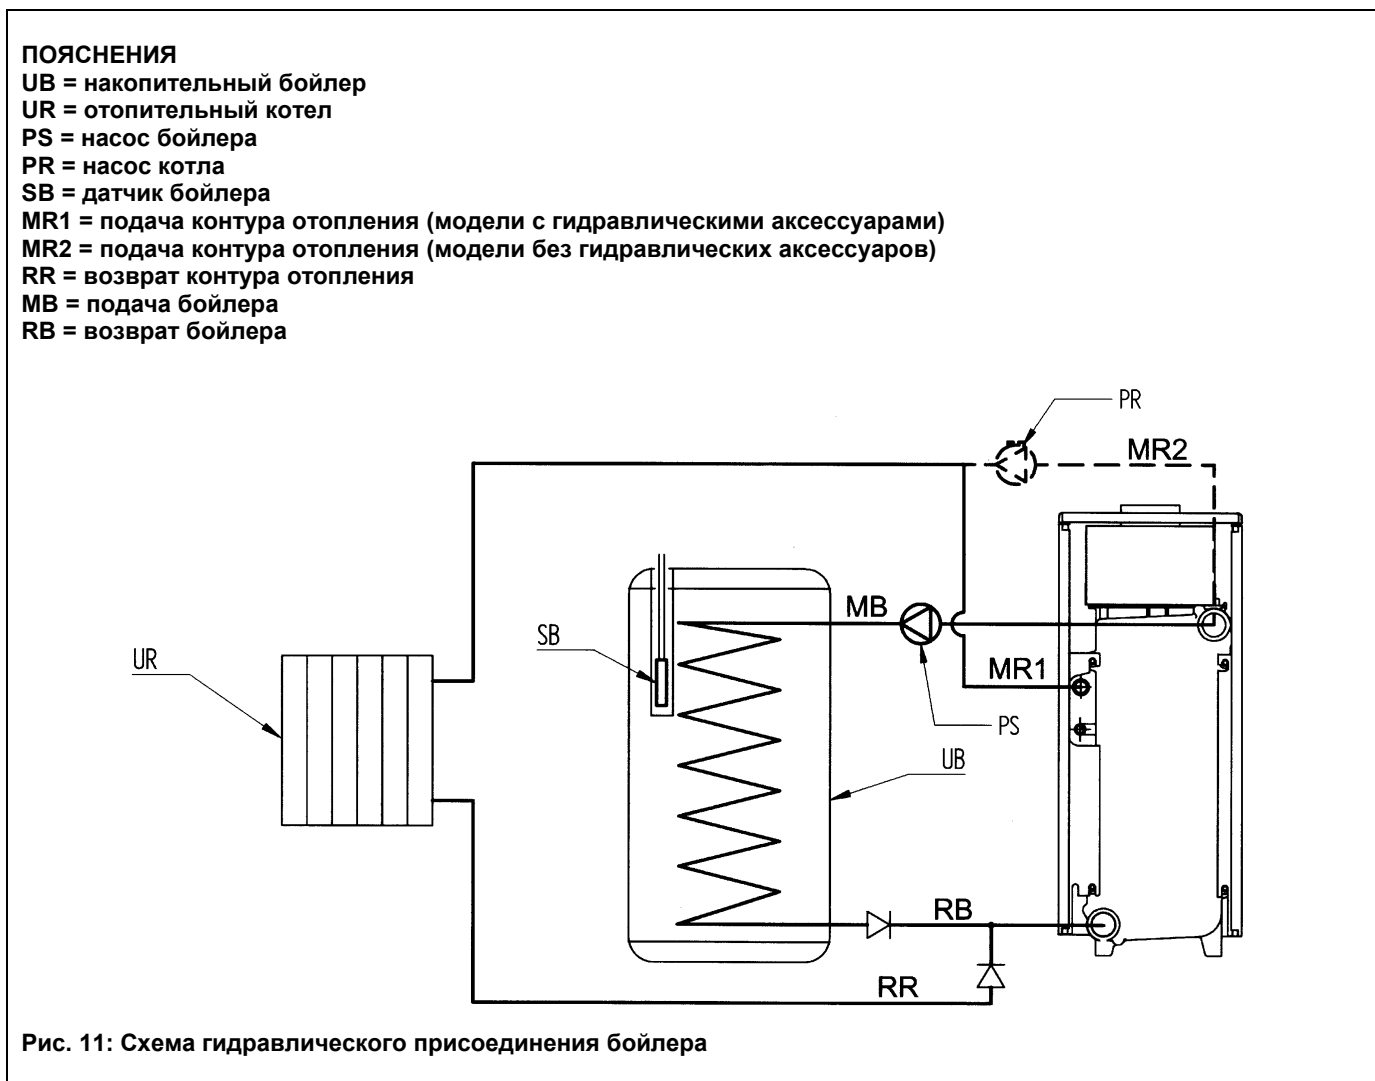 ПОЯСНЕНИЯ
UB = накопительный бойлер
UR = отопительный котел
PS = насос бойлера
PR = насос котла
SB = датчик бойлера
MR1 = подача контура отопления (модели с гидравлическими аксессуарами)
MR2 = подача контура отопления (модели без гидравлических аксессуаров)
RR = возврат контура отопления
MB = подача бойлера
RB = возврат бойлера
PR
MR2
MB
SB
UR
MR1
PS
UB
RB
RR
Рис. 11: Схема гидравлического присоединения бойлера